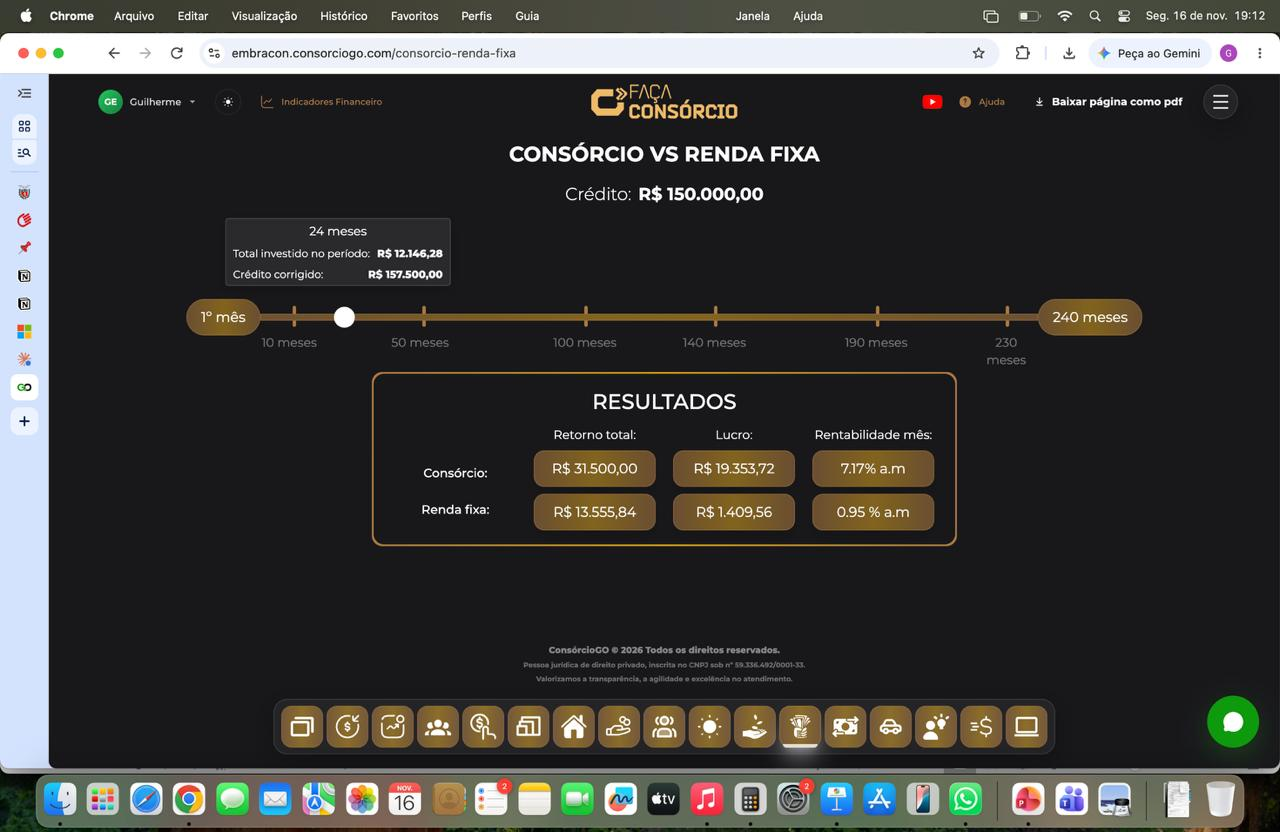 Chrome Arquivo Editar Visualização Histórico Favoritos Perfis Guia Janela Ajuda Seg. 16 de nov. 19:12
embracon.consorciogo.com/consorcio-renda-fixa Peça ao Gemini G
GE Guilherme Indicadores Financeiro FAÇA CONSÓRCIO ? Ajuda Baixar página como pdf
CONSÓRCIO VS RENDA FIXA
Crédito: R$ 150.000,00
24 meses
Total investido no período: R$ 12.146,28
Crédito corrigido: R$ 157.500,00
1º mês 240 meses
10 meses 50 meses 100 meses 140 meses 190 meses 230 meses
RESULTADOS
Retorno total: Lucro: Rentabilidade mês:
Consórcio: R$ 31.500,00 R$ 19.353,72 7.17% a.m
Renda fixa: R$ 13.555,84 R$ 1.409,56 0.95 % a.m
ConsórcioGO © 2026 Todos os direitos reservados.
Pessoa jurídica de direito privado, inscrita no CNPJ sob nº 59.336.492/0001-33.
Valorizamos a transparência, a agilidade e excelência no atendimento.
GO
NOV. 16 2 tv 2